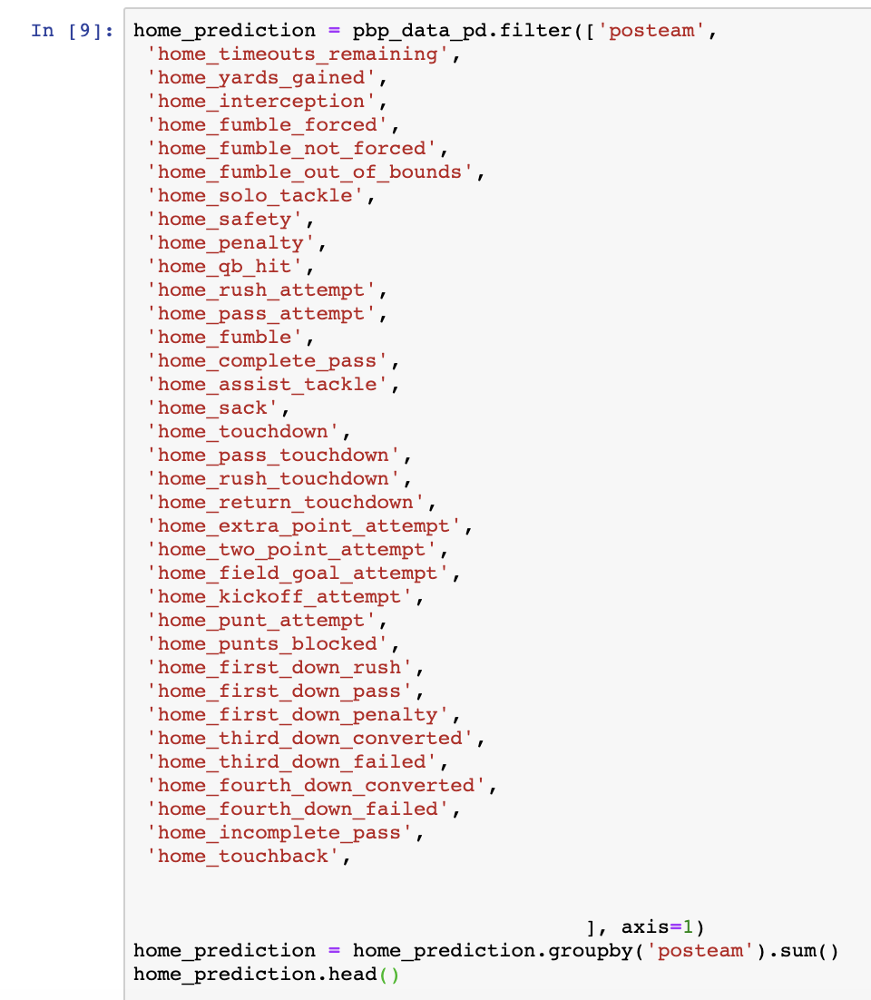 In [9]: home_prediction = pbp_data_pd.filter(['posteam',
'home_timeouts_remaining',
'home_yards_gained',
'home_interception',
'home_fumble_forced',
'home_fumble_not_forced',
'home_fumble_out_of_bounds',
'home_solo_tackle',
'home_safety',
'home_penalty',
'home_qb_hit',
'home_rush_attempt',
'home_pass_attempt',
'home_fumble',
'home_complete_pass',
'home_assist_tackle',
'home_sack',
'home_touchdown',
'home_pass_touchdown',
'home_rush_touchdown',
'home_return_touchdown',
'home_extra_point_attempt',
'home_two_point_attempt',
'home_field_goal_attempt',
'home_kickoff_attempt',
'home_punt_attempt',
'home_punts_blocked',
'home_first_down_rush',
'home_first_down_pass',
'home_first_down_penalty',
'home_third_down_converted',
'home_third_down_failed',
'home_fourth_down_converted',
'home_fourth_down_failed',
'home_incomplete_pass',
'home_touchback',
], axis=1)
home_prediction = home_prediction.groupby('posteam').sum()
home_prediction.head()